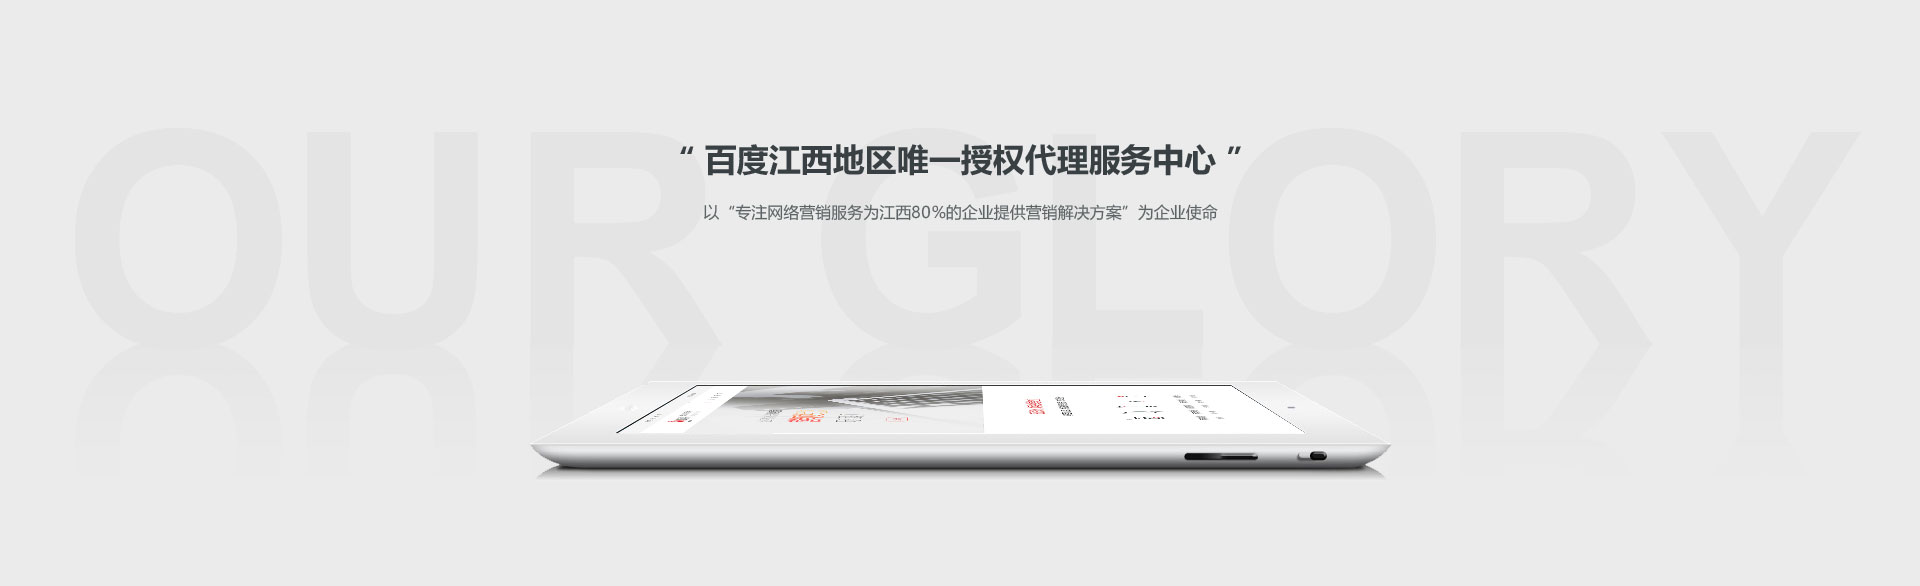 OUR GLORY
“ 百度江西地区唯一授权代理服务中心 ”
以“专注网络营销服务为江西80%的企业提供营销解决方案”为企业使命